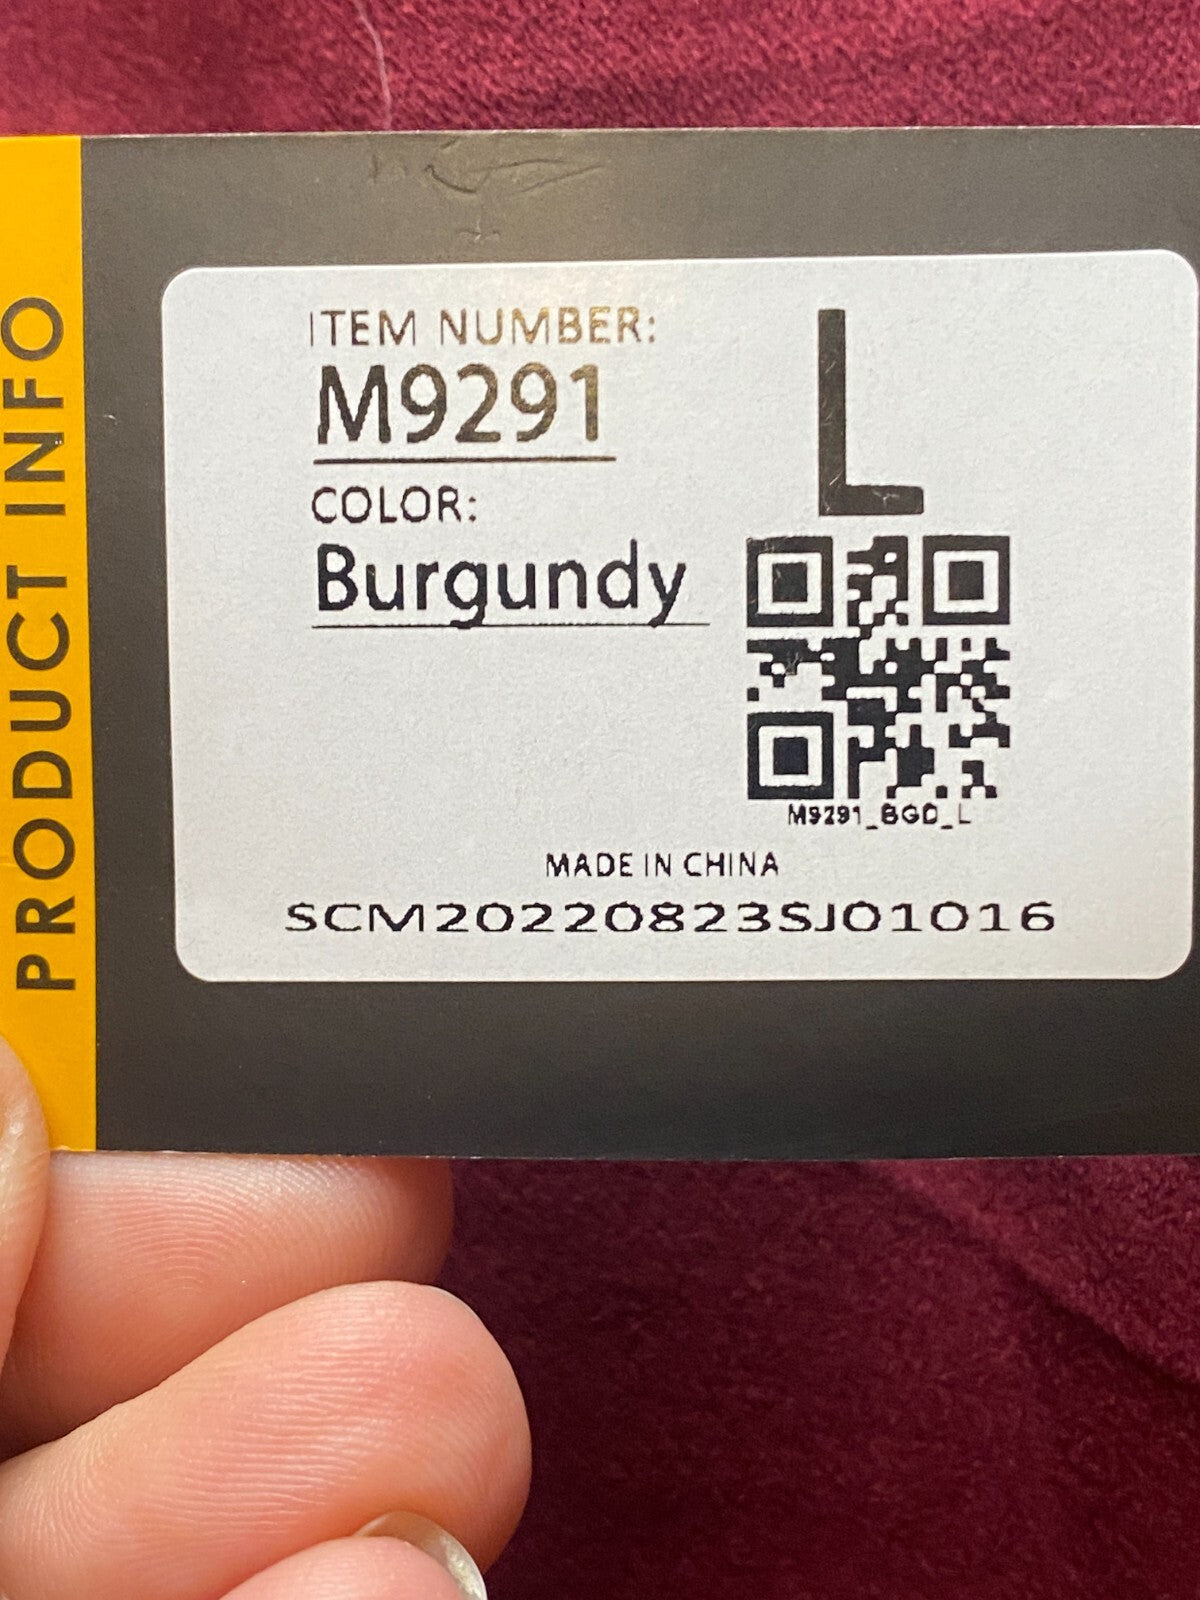 PRODUCT INFO
ITEM NUMBER:
M9291
COLOR:
Burgundy
L
M9291_BGD_L
MADE IN CHINA
SCM20220823SJ01016